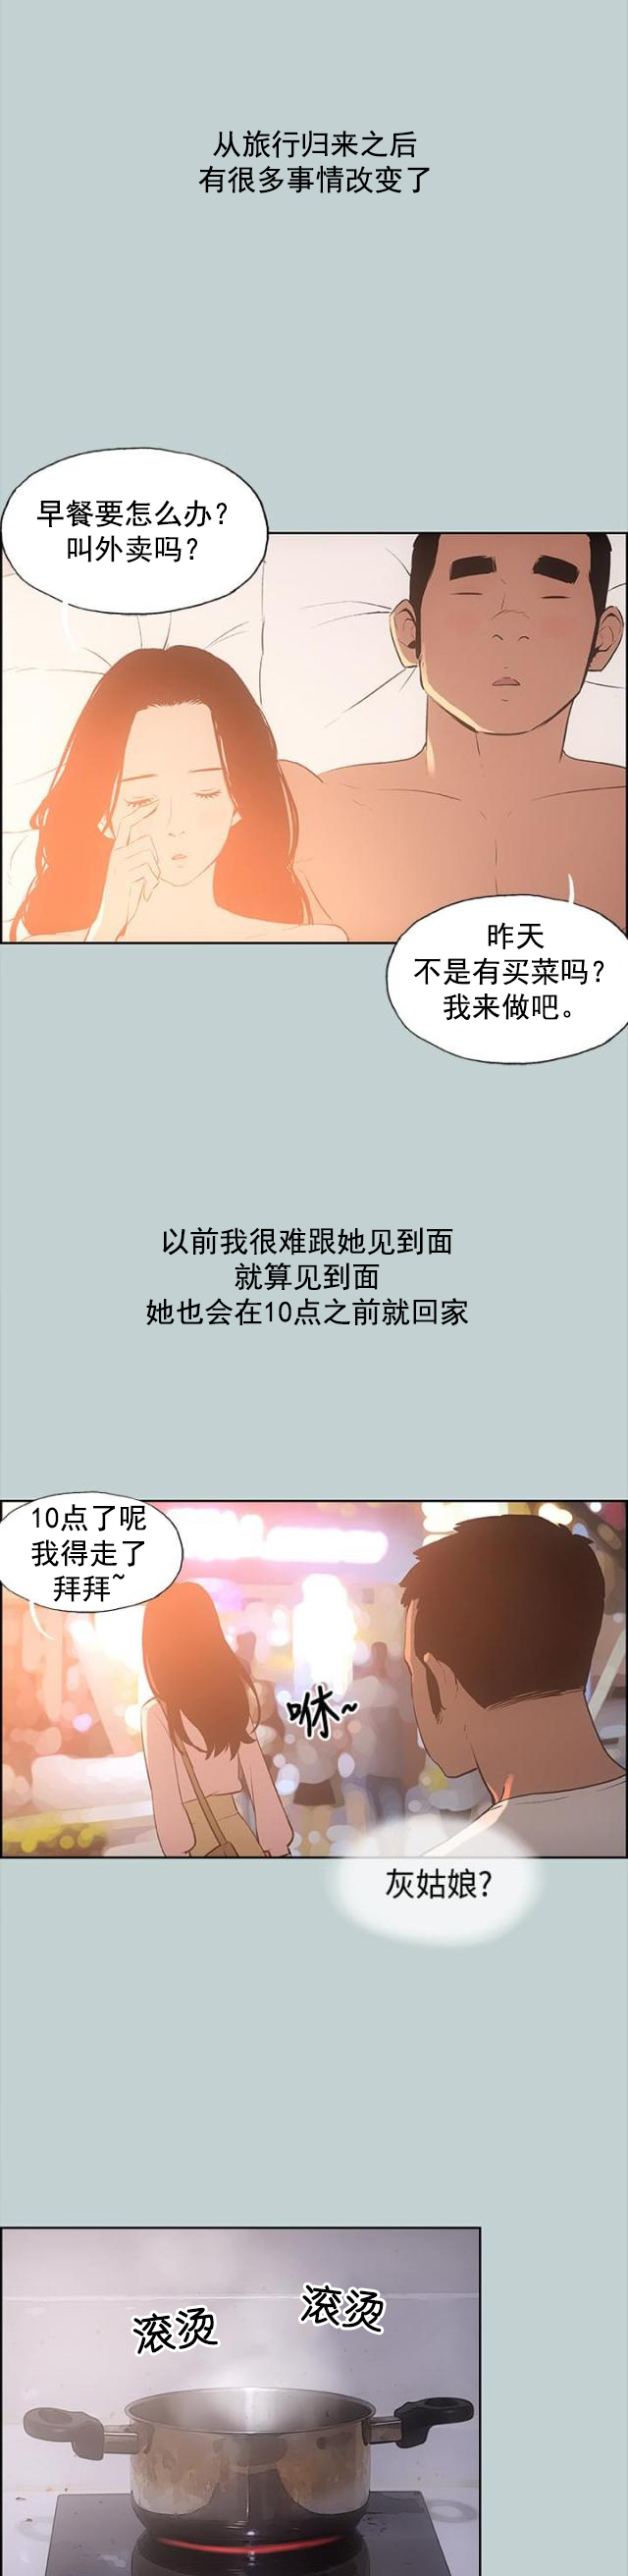 从旅行归来之后
有很多事情改变了
早餐要怎么办?
叫外卖吗?
昨天
不是有买菜吗?
我来做吧。
以前我很难跟她见到面
就算见到面
她也会在10点之前就回家
10点了呢
我得走了
拜拜~
咻~
灰姑娘?
滚烫
滚烫